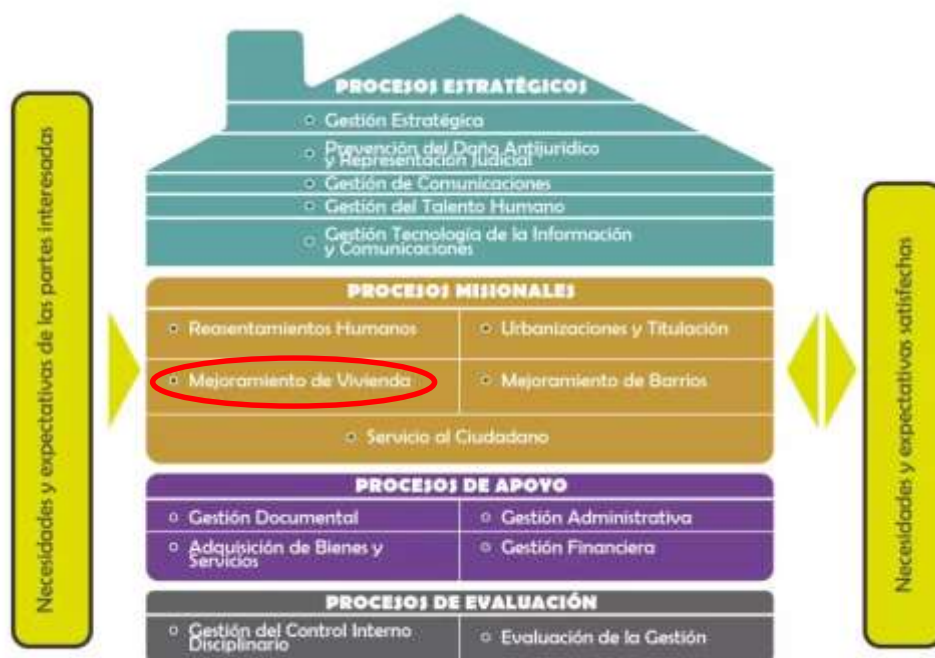 Necesidades y expectativas de las partes interesadas
PROCESOS ESTRATÉGICOS
Gestión Estratégica
Prevención del Daño Antijurídico
y Representación Judicial
Gestión de Comunicaciones
Gestión del Talento Humano
Gestión Tecnología de la Información
y Comunicaciones
PROCESOS MISIONALES
Reasentamientos Humanos
Urbanizaciones y Titulación
Mejoramiento de Vivienda
Mejoramiento de Barrios
Servicio al Ciudadano
PROCESOS DE APOYO
Gestión Documental
Gestión Administrativa
Adquisición de Bienes y
Servicios
Gestión Financiera
PROCESOS DE EVALUACIÓN
Gestión del Control Interno
Disciplinario
Evaluación de la Gestión
Necesidades y expectativas satisfechas